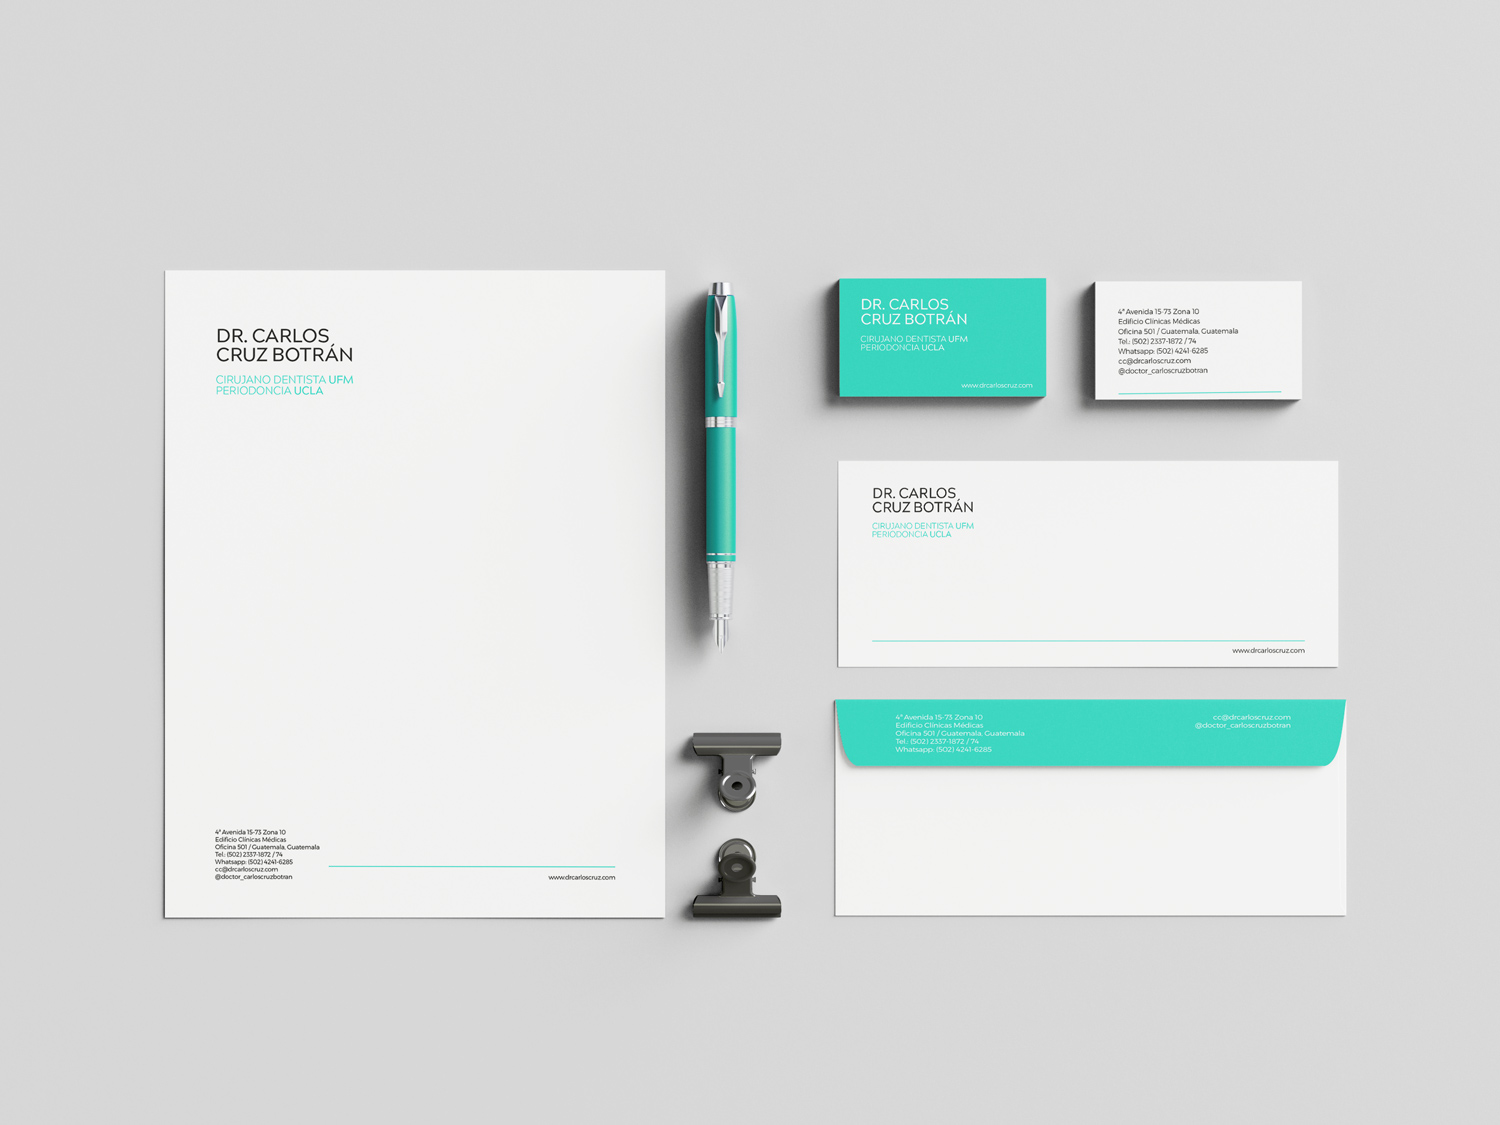 DR. CARLOS
CRUZ BOTRÁN
CIRUJANO DENTISTA UFM
PERIODONCIA UCLA
4ª Avenida 15-73 Zona 10
Edificio Clínicas Médicas
Oficina 501 / Guatemala, Guatemala
Tel.: (502) 2337-1872 / 74
Whatsapp: (502) 4241-6285
cc@drcarloscruz.com
@doctor_carloscruzbotran
www.drcarloscruz.com
DR. CARLOS
CRUZ BOTRÁN
CIRUJANO DENTISTA UFM
PERIODONCIA UCLA
www.drcarloscruz.com
4ª Avenida 15-73 Zona 10
Edificio Clínicas Médicas
Oficina 501 / Guatemala, Guatemala
Tel.: (502) 2337-1872 / 74
Whatsapp: (502) 4241-6285
cc@drcarloscruz.com
@doctor_carloscruzbotran
DR. CARLOS
CRUZ BOTRÁN
CIRUJANO DENTISTA UFM
PERIODONCIA UCLA
www.drcarloscruz.com
4ª Avenida 15-73 Zona 10
Edificio Clínicas Médicas
Oficina 501 / Guatemala, Guatemala
Tel.: (502) 2337-1872 / 74
Whatsapp: (502) 4241-6285
cc@drcarloscruz.com
@doctor_carloscruzbotran